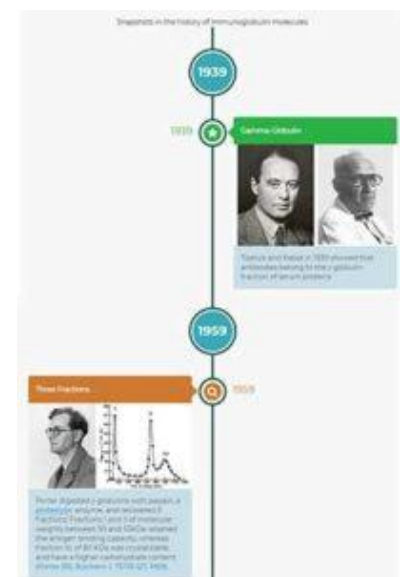 Snapshots in the history of immunoglobulin molecules
1939
1939
Gamma-Globulin
Tiselius and Kabat in 1939 showed that
antibodies belong to the γ-globulin
fraction of serum proteins
1959
Three Fractions
1959
Porter digested γ-globulins with papain, a
proteolytic enzyme, and recovered 3
fractions. Fractions I and II of molecular
weights between 50 and 55kDa retained
the antigen binding capacity, whereas
fraction III of 80 KDa was crystallizable,
and have a higher carbohydrate content